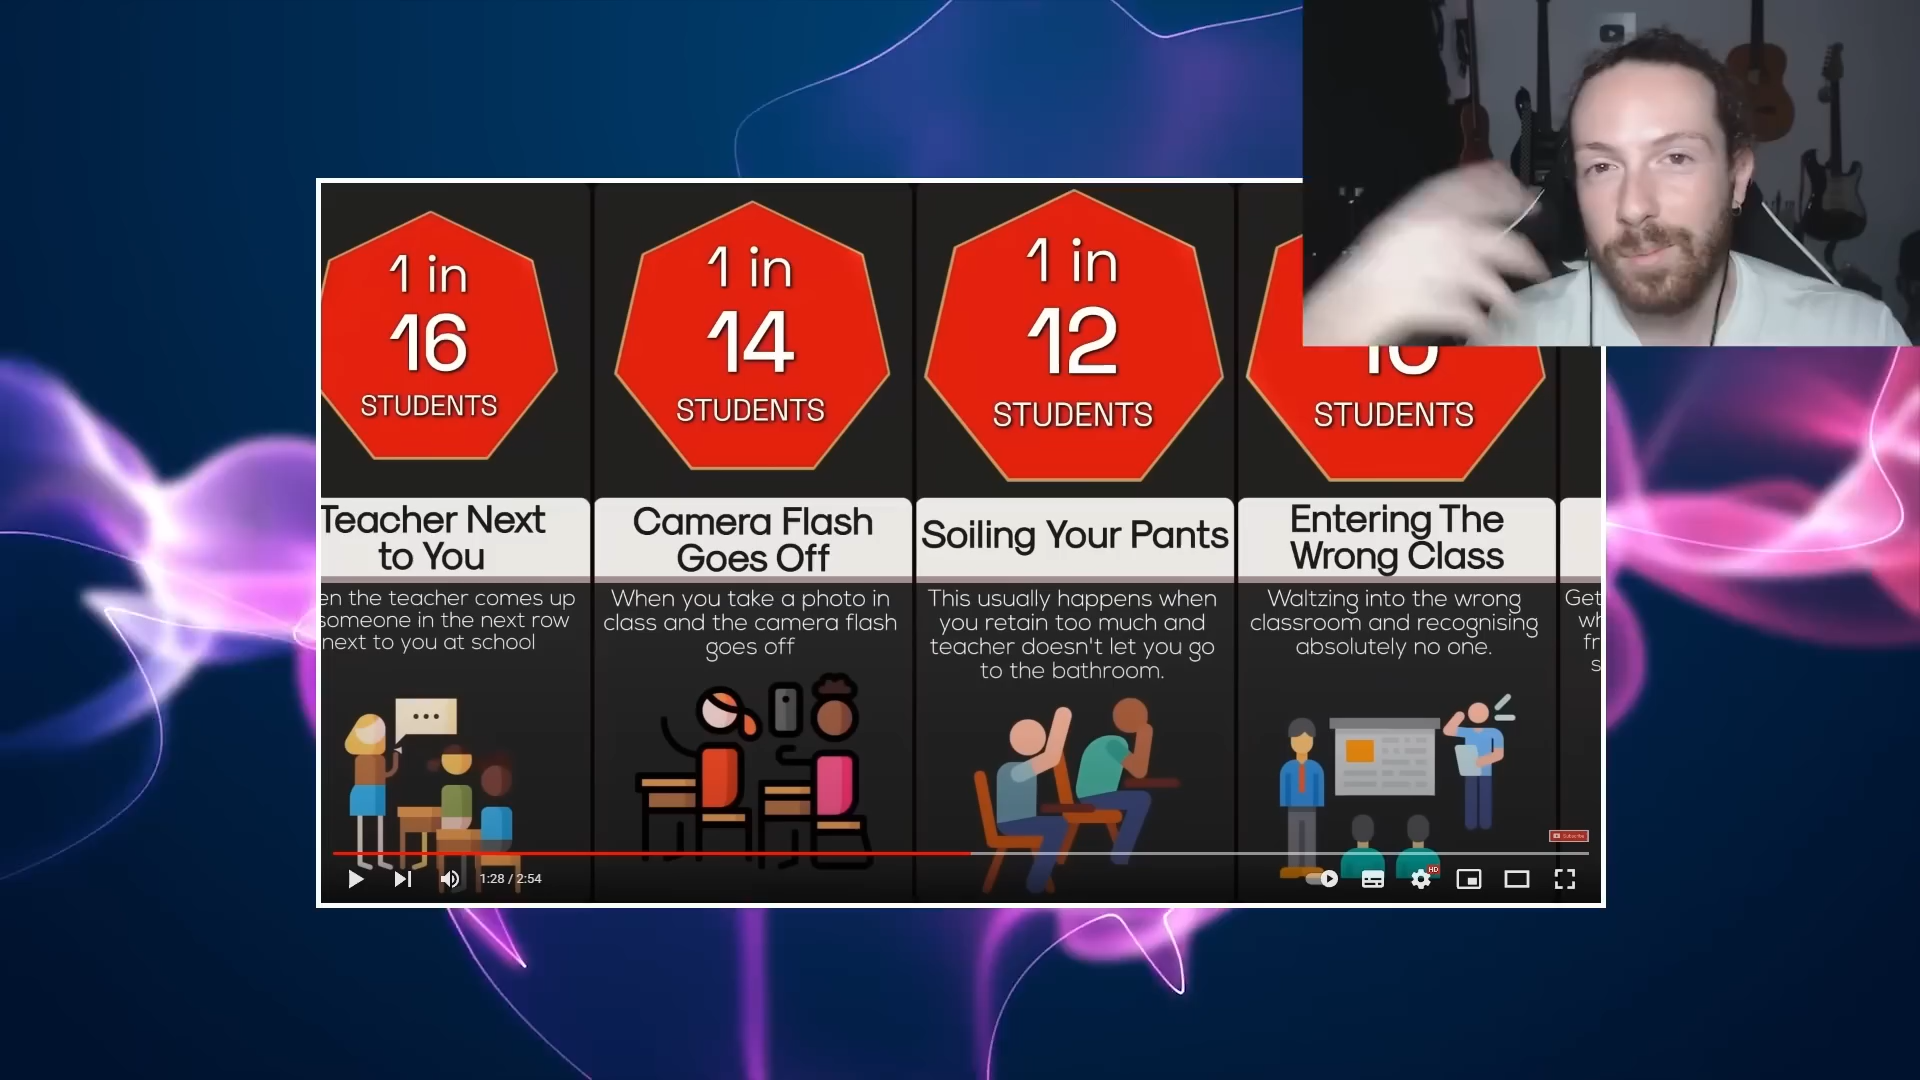 1 in
16
STUDENTS
Teacher Next
to You
the teacher comes up
someone in the next row
next to you at school
1 in
14
STUDENTS
Camera Flash
Goes Off
When you take a photo in
class and the camera flash
goes off
1 in
12
STUDENTS
Soiling Your Pants
This usually happens when
you retain too much and
teacher doesn't let you go
to the bathroom.
10
STUDENTS
Entering The
Wrong Class
Waltzing into the wrong
classroom and recognising
absolutely no one.
Get
Subscribe
1:28 / 2:54
HD